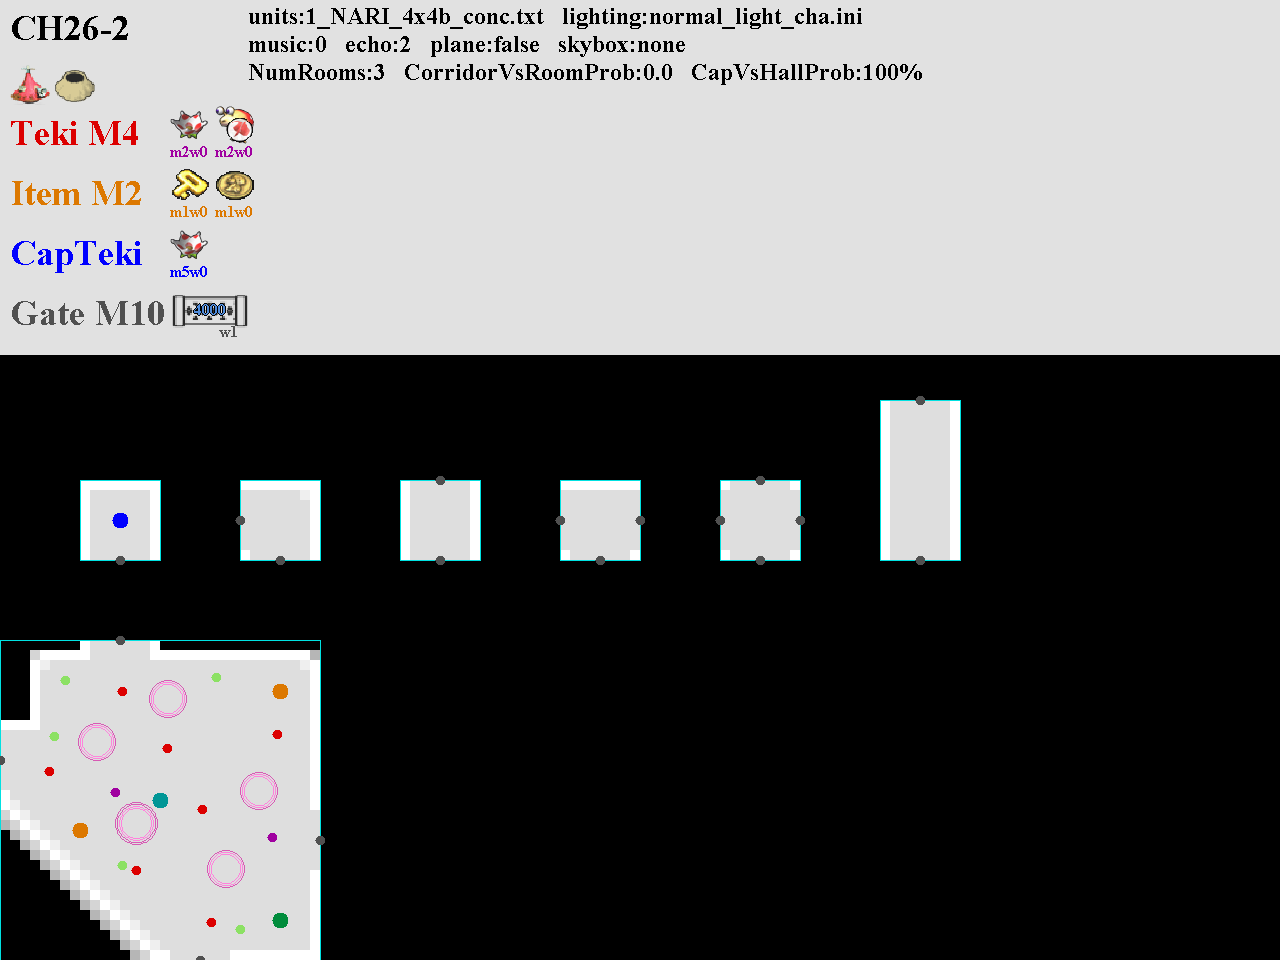 CH26-2
units:1_NARI_4x4b_conc.txt lighting:normal_light_cha.ini
music:0 echo:2 plane:false skybox:none
NumRooms:3 CorridorVsRoomProb:0.0 CapVsHallProb:100%
Teki M4
m2w0 m2w0
Item M2
m1w0 m1w0
CapTeki
m5w0
Gate M10
4000
w1